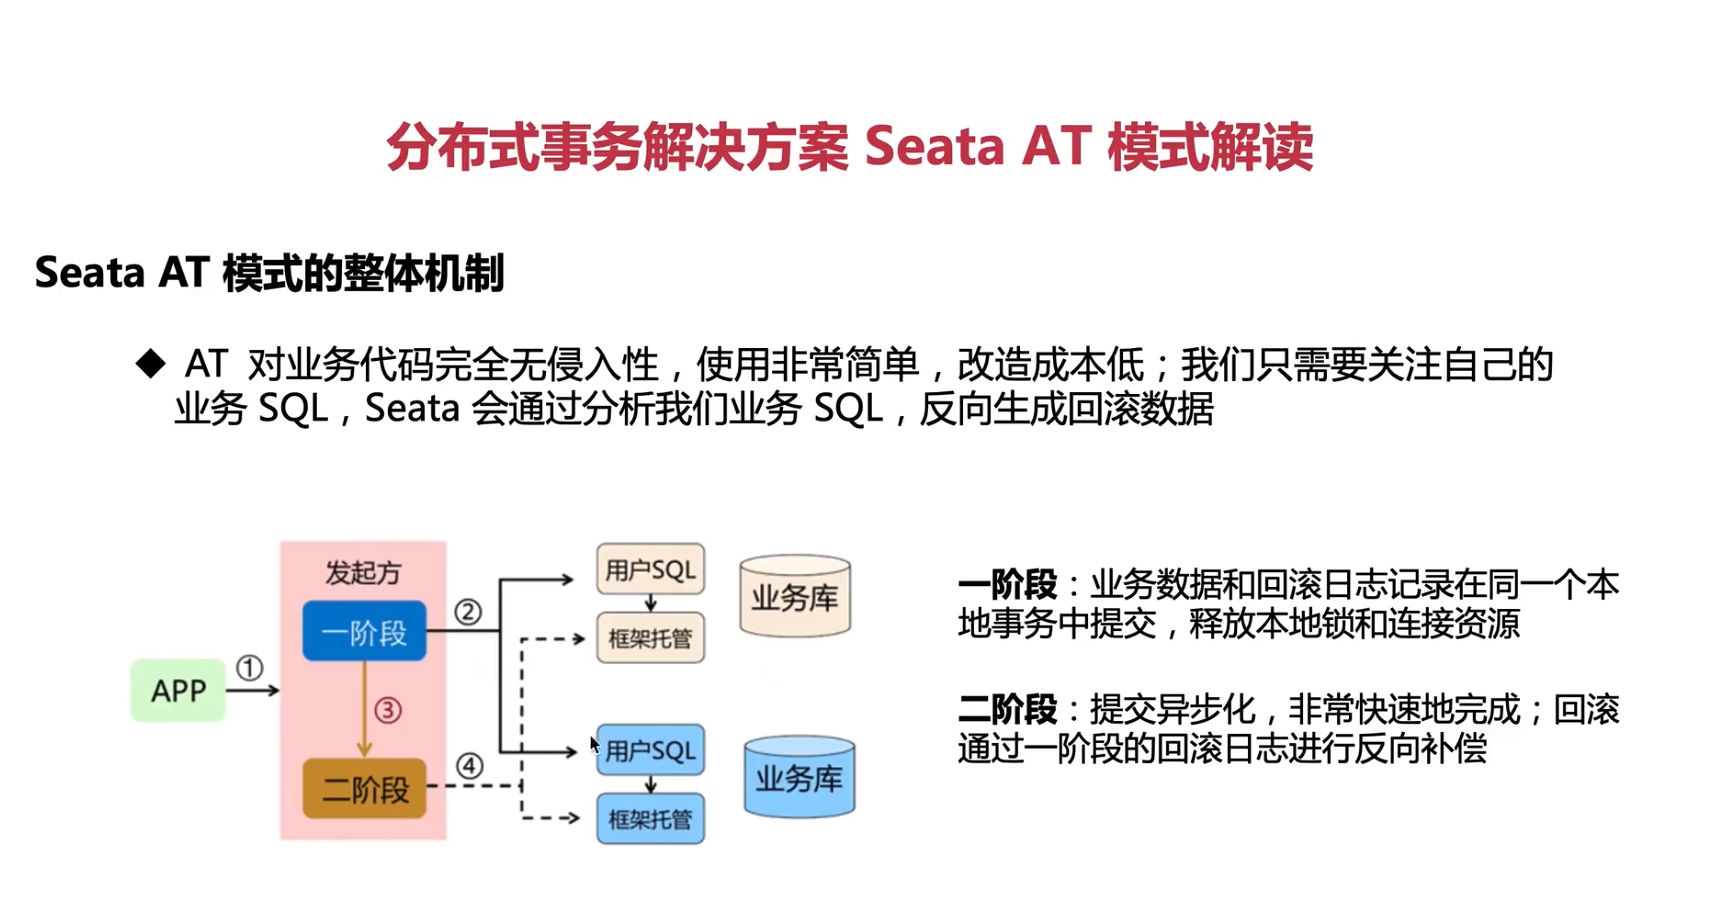 分布式事务解决方案 Seata AT 模式解读
Seata AT 模式的整体机制
◆ AT 对业务代码完全无侵入性，使用非常简单，改造成本低；我们只需要关注自己的
业务 SQL，Seata 会通过分析我们业务 SQL，反向生成回滚数据
APP
①
发起方
一阶段
③
二阶段
②
④
用户SQL
框架托管
业务库
用户SQL
框架托管
业务库
一阶段：业务数据和回滚日志记录在同一个本
地事务中提交，释放本地锁和连接资源
二阶段：提交异步化，非常快速地完成；回滚
通过一阶段的回滚日志进行反向补偿